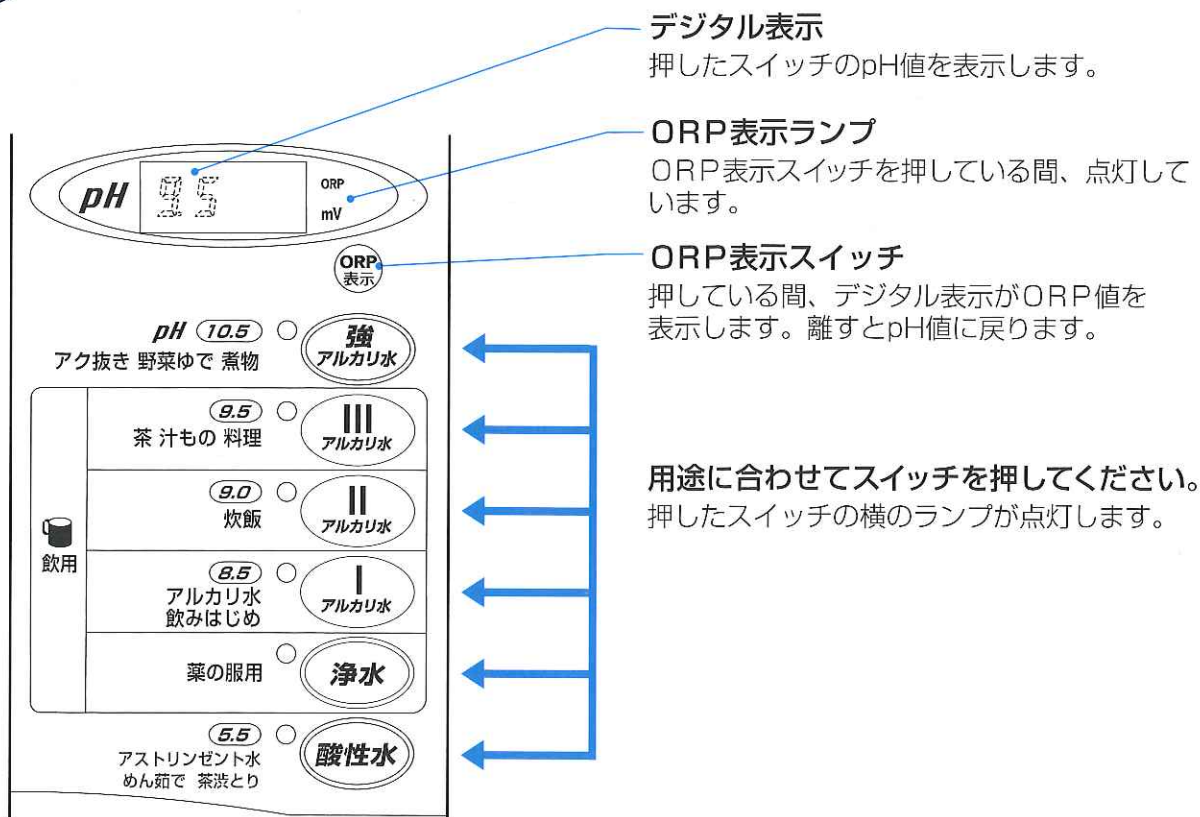 デジタル表示
押したスイッチのpH値を表示します。
ORP表示ランプ
ORP表示スイッチを押している間、点灯して
います。
ORP表示スイッチ
押している間、デジタル表示がORP値を
表示します。離すとpH値に戻ります。
用途に合わせてスイッチを押してください。
押したスイッチの横のランプが点灯します。
pH 9.5 ORP
mV
ORP
表示
pH 10.5
アク抜き 野菜ゆで 煮物
強
アルカリ水
飲用
9.5
茶 汁もの 料理
III
アルカリ水
9.0
炊飯
II
アルカリ水
8.5
アルカリ水
飲みはじめ
I
アルカリ水
薬の服用
浄水
5.5
アストリンゼント水
めん茹で 茶渋とり
酸性水